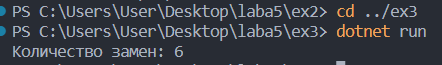 PS C:\Users\User\Desktop\laba5\ex2> cd ../ex3
PS C:\Users\User\Desktop\laba5\ex3> dotnet run
Количество замен: 6